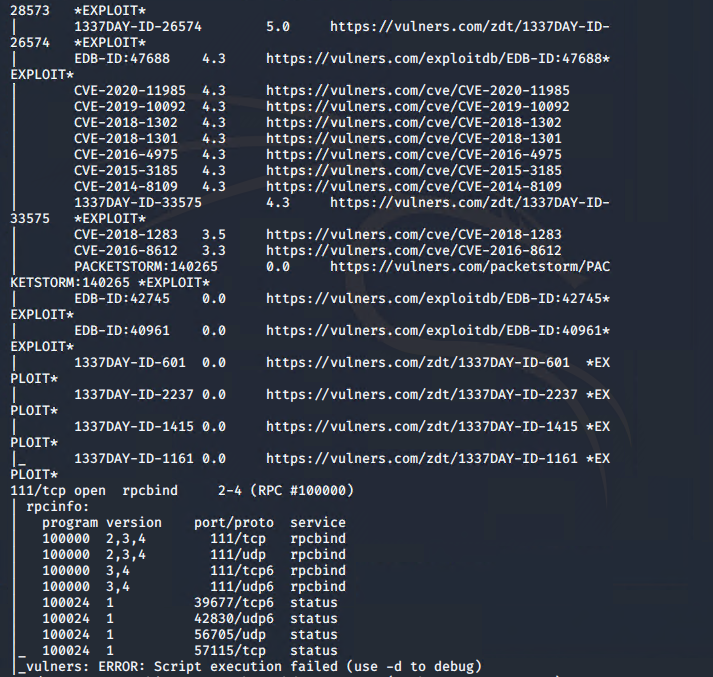 28573   *EXPLOIT*
|       1337DAY-ID-26574        5.0     https://vulners.com/zdt/1337DAY-ID-
26574   *EXPLOIT*
|       EDB-ID:47688    4.3     https://vulners.com/exploitdb/EDB-ID:47688*
EXPLOIT*
|       CVE-2020-11985  4.3     https://vulners.com/cve/CVE-2020-11985
|       CVE-2019-10092  4.3     https://vulners.com/cve/CVE-2019-10092
|       CVE-2018-1302   4.3     https://vulners.com/cve/CVE-2018-1302
|       CVE-2018-1301   4.3     https://vulners.com/cve/CVE-2018-1301
|       CVE-2016-4975   4.3     https://vulners.com/cve/CVE-2016-4975
|       CVE-2015-3185   4.3     https://vulners.com/cve/CVE-2015-3185
|       CVE-2014-8109   4.3     https://vulners.com/cve/CVE-2014-8109
|       1337DAY-ID-33575        4.3     https://vulners.com/zdt/1337DAY-ID-
33575   *EXPLOIT*
|       CVE-2018-1283   3.5     https://vulners.com/cve/CVE-2018-1283
|       CVE-2016-8612   3.3     https://vulners.com/cve/CVE-2016-8612
|       PACKETSTORM:140265      0.0     https://vulners.com/packetstorm/PAC
KETSTORM:140265 *EXPLOIT*
|       EDB-ID:42745    0.0     https://vulners.com/exploitdb/EDB-ID:42745*
EXPLOIT*
|       EDB-ID:40961    0.0     https://vulners.com/exploitdb/EDB-ID:40961*
EXPLOIT*
|       1337DAY-ID-601  0.0     https://vulners.com/zdt/1337DAY-ID-601  *EX
PLOIT*
|       1337DAY-ID-2237 0.0     https://vulners.com/zdt/1337DAY-ID-2237 *EX
PLOIT*
|       1337DAY-ID-1415 0.0     https://vulners.com/zdt/1337DAY-ID-1415 *EX
PLOIT*
|_      1337DAY-ID-1161 0.0     https://vulners.com/zdt/1337DAY-ID-1161 *EX
PLOIT*
111/tcp open  rpcbind     2-4 (RPC #100000)
| rpcinfo:
|   program version    port/proto  service
|   100000  2,3,4        111/tcp   rpcbind
|   100000  2,3,4        111/udp   rpcbind
|   100000  3,4          111/tcp6  rpcbind
|   100000  3,4          111/udp6  rpcbind
|   100024  1          39677/tcp6  status
|   100024  1          42830/udp6  status
|   100024  1          56705/udp   status
|_  100024  1          57115/tcp   status
|_vulners: ERROR: Script execution failed (use -d to debug)